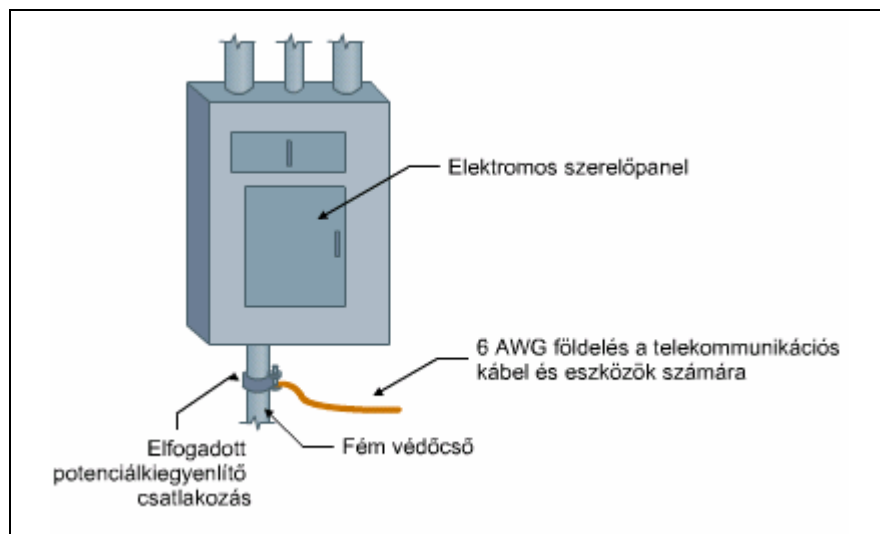 Elektromos szerelőpanel
6 AWG földelés a telekommunikációs
kábel és eszközök számára
Elfogadott
potenciálkiegyenlítő
csatlakozás
Fém védőcső